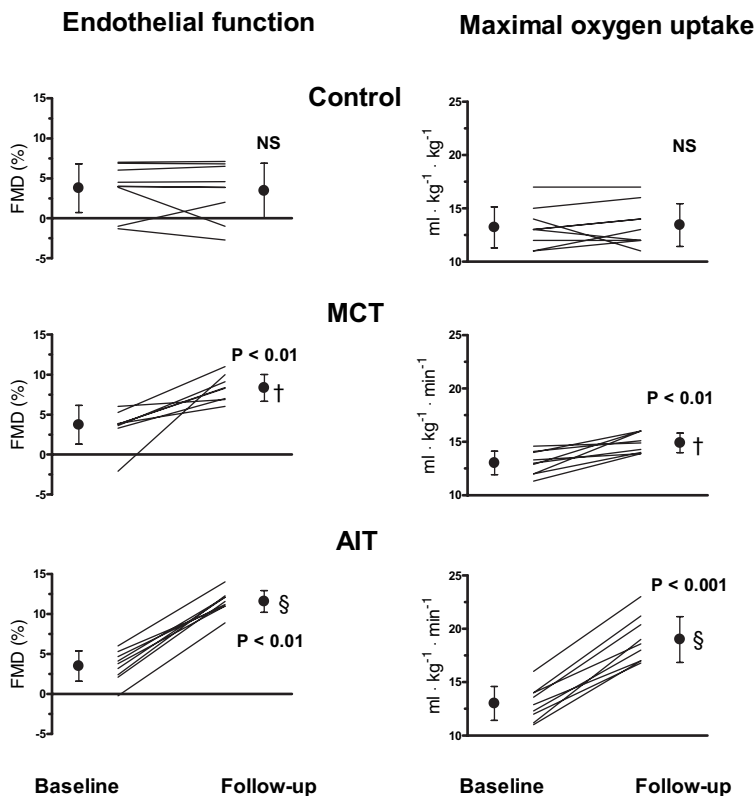 Endothelial function
Maximal oxygen uptake
Control
15
10
5
0
-5
FMD (%)
NS
25
20
15
10
ml · kg-1 · kg-1
NS
MCT
15
10
5
0
-5
FMD (%)
P < 0.01
†
25
20
15
10
ml · kg-1 · min-1
P < 0.01
†
AIT
15
10
5
0
-5
FMD (%)
§
P < 0.01
25
20
15
10
ml · kg-1 · min-1
P < 0.001
§
Baseline
Follow-up
Baseline
Follow-up